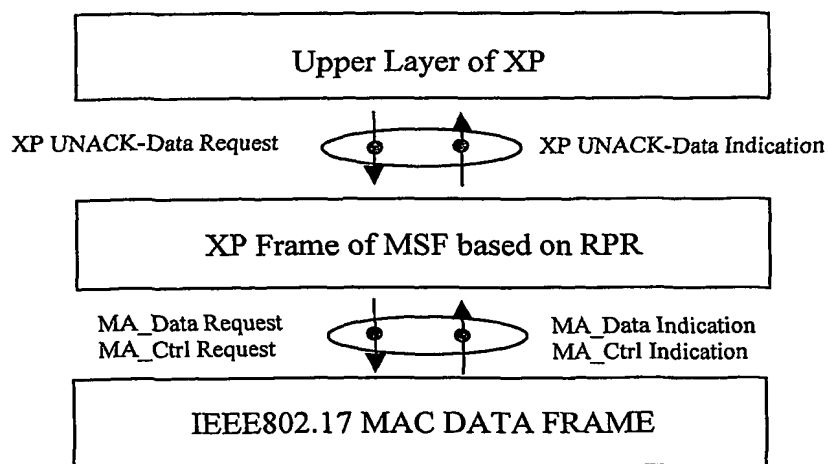 Upper Layer of XP
XP UNACK-Data Request
XP UNACK-Data Indication
XP Frame of MSF based on RPR
MA_Data Request
MA_Ctrl Request
MA_Data Indication
MA_Ctrl Indication
IEEE802.17 MAC DATA FRAME